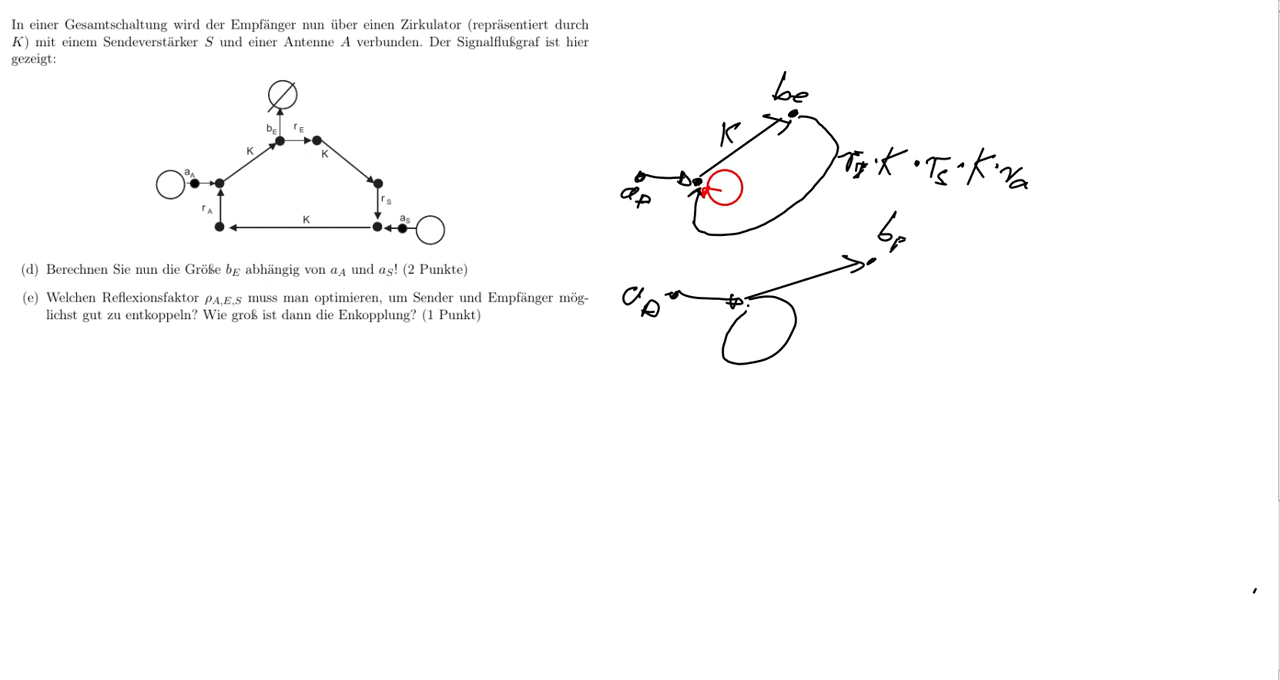 In einer Gesamtschaltung wird der Empfänger nun über einen Zirkulator (repräsentiert durch
K) mit einem Sendeverstärker S und einer Antenne A verbunden. Der Signalflußgraf ist hier
gezeigt:
b_E r_E
K K
a_A
r_S
r_A
K a_S
(d) Berechnen Sie nun die Größe b_E abhängig von a_A und a_S! (2 Punkte)
(e) Welchen Reflexionsfaktor ρ_A,E,S muss man optimieren, um Sender und Empfänger mög-
lichst gut zu entkoppeln? Wie groß ist dann die Enkopplung? (1 Punkt)
be
K
·K·r_s·K·r_a